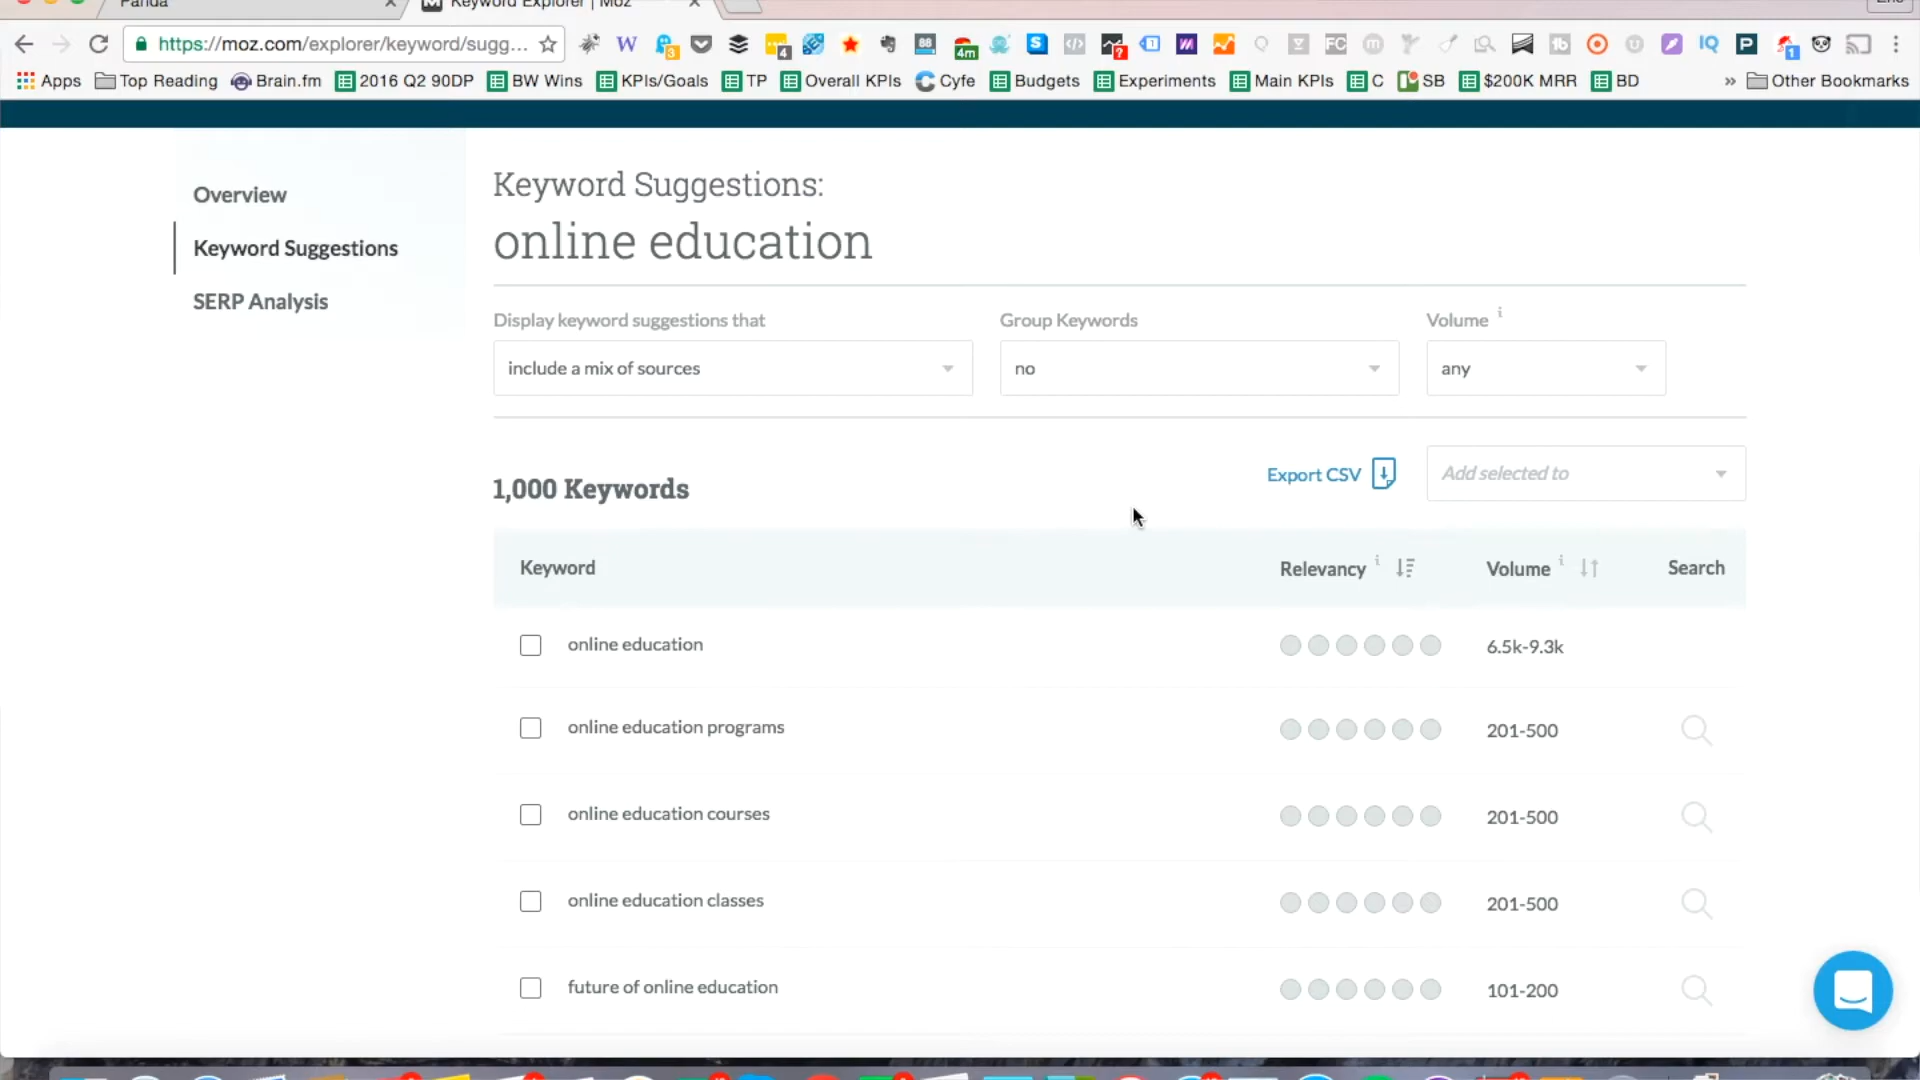 Panda
Keyword Explorer | Moz
https://moz.com/explorer/keyword/sugg...
Apps Top Reading Brain.fm 2016 Q2 90DP BW Wins KPIs/Goals TP Overall KPIs Cyfe Budgets Experiments Main KPIs C SB $200K MRR BD » Other Bookmarks
Overview
Keyword Suggestions
SERP Analysis
Keyword Suggestions:
online education
Display keyword suggestions that Group Keywords Volume i
include a mix of sources no any
1,000 Keywords Export CSV Add selected to
Keyword Relevancy i Volume i Search
online education 6.5k-9.3k
online education programs 201-500
online education courses 201-500
online education classes 201-500
future of online education 101-200